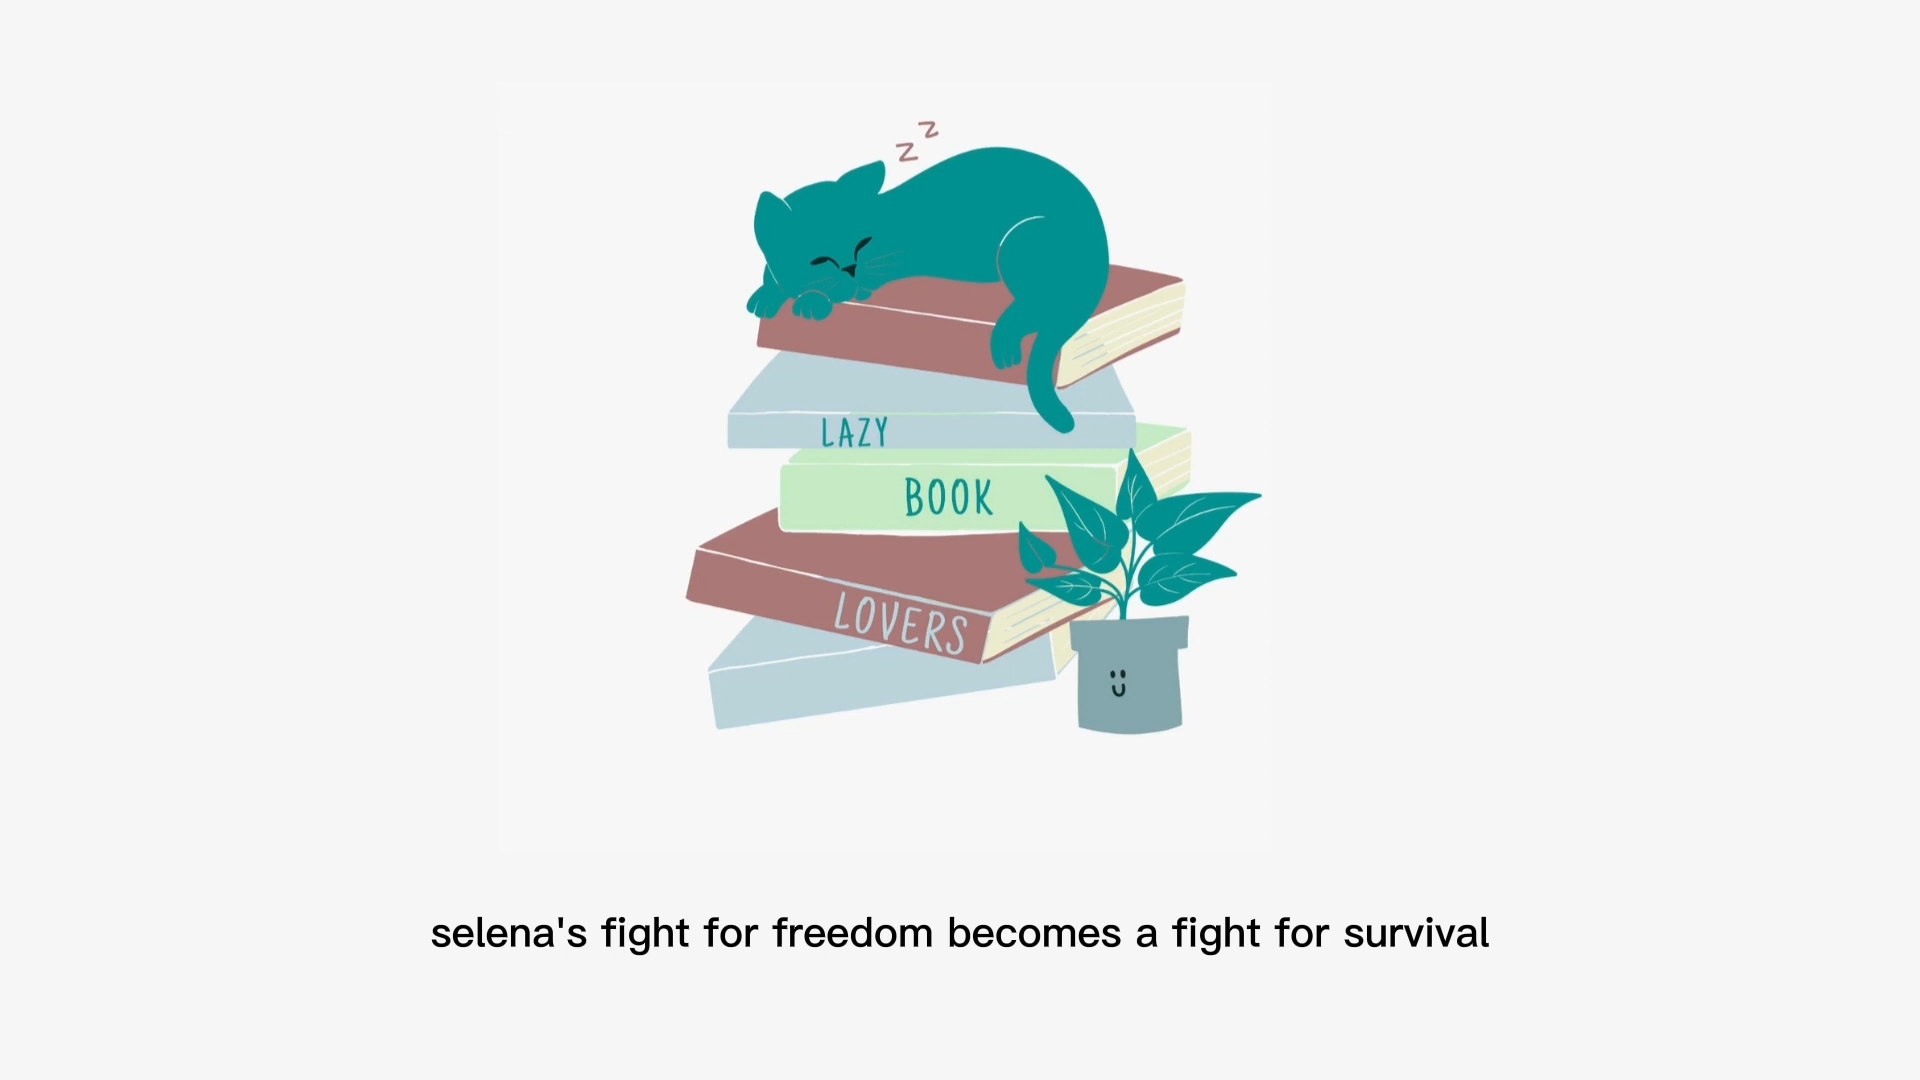 z
z
LAZY
BOOK
LOVERS
selena's fight for freedom becomes a fight for survival